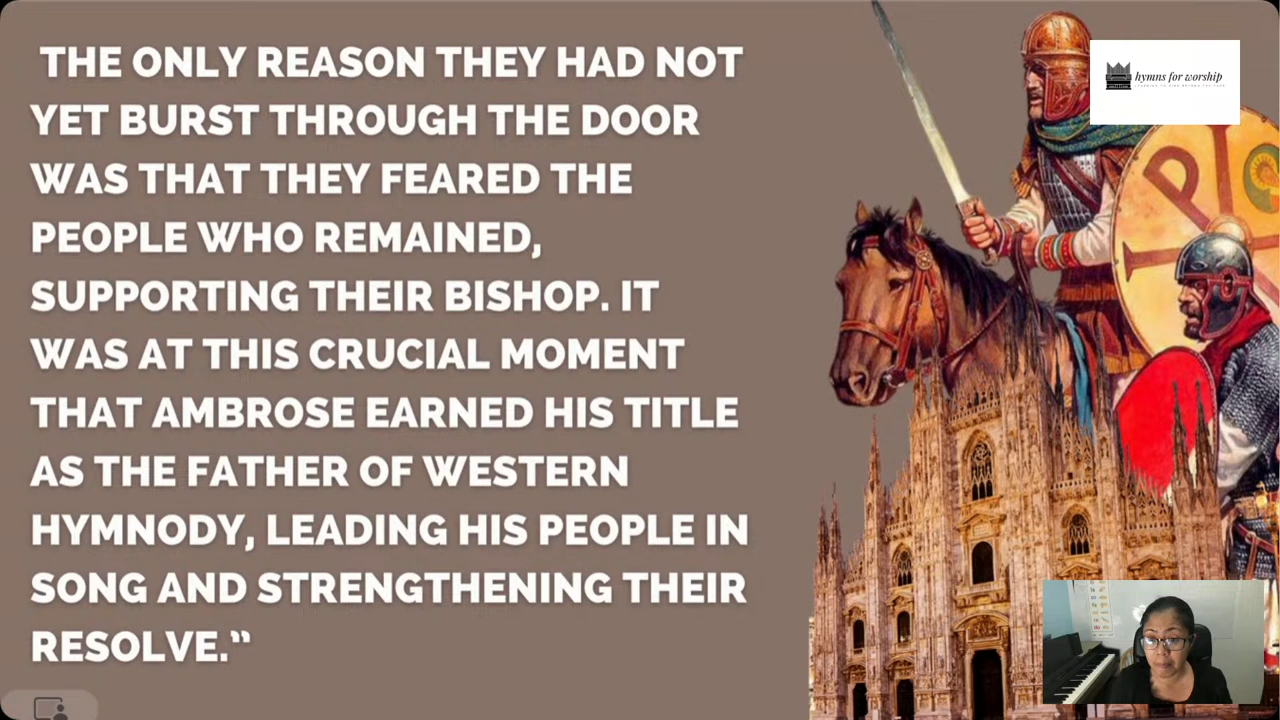 THE ONLY REASON THEY HAD NOT
YET BURST THROUGH THE DOOR
WAS THAT THEY FEARED THE
PEOPLE WHO REMAINED,
SUPPORTING THEIR BISHOP. IT
WAS AT THIS CRUCIAL MOMENT
THAT AMBROSE EARNED HIS TITLE
AS THE FATHER OF WESTERN
HYMNODY, LEADING HIS PEOPLE IN
SONG AND STRENGTHENING THEIR
RESOLVE.”
hymns for worship